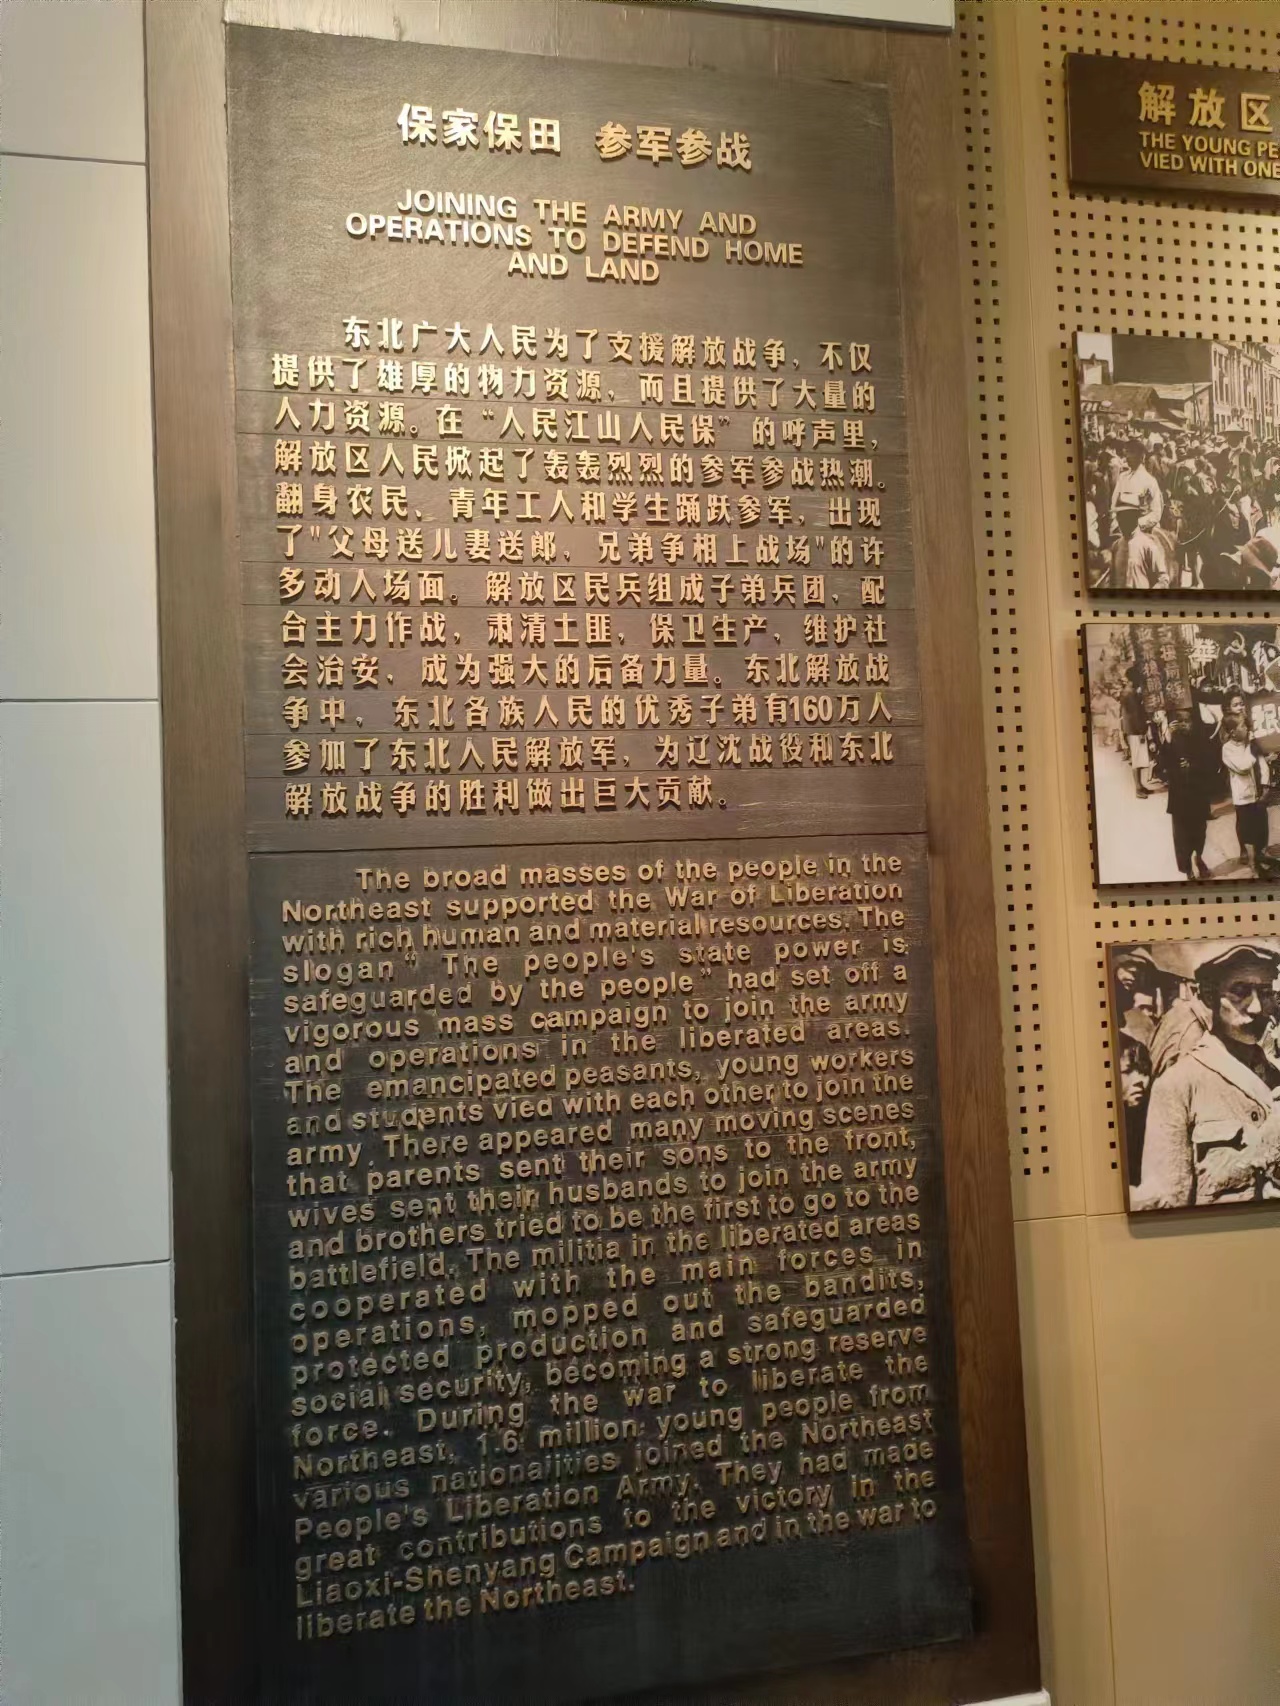 保家保田 参军参战
JOINING THE ARMY AND
OPERATIONS TO DEFEND HOME
AND LAND
东北广大人民为了支援解放战争，不仅
提供了雄厚的物力资源，而且提供了大量的
人力资源。在“人民江山人民保”的呼声里，
解放区人民掀起了轰轰烈烈的参军参战热潮。
翻身农民、青年工人和学生踊跃参军，出现
了"父母送儿妻送郎，兄弟争相上战场"的许
多动人场面。解放区民兵组成子弟兵团，配
合主力作战，肃清土匪，保卫生产，维护社
会治安，成为强大的后备力量。东北解放战
争中，东北各族人民的优秀子弟有160万人
参加了东北人民解放军，为辽沈战役和东北
解放战争的胜利做出巨大贡献。
The broad masses of the people in the
Northeast supported the War of Liberation
with rich human and material resources. The
slogan“ The people's state power is
safeguarded by the people” had set off a
vigorous mass campaign to join the army
and operations in the liberated areas.
The emancipated peasants, young workers
and students vied with each other to join the
army. There appeared many moving scenes
that parents sent their sons to the front,
wives sent their husbands to join the army
and brothers tried to be the first to go to the
battlefield. The militia in the liberated areas
cooperated with the main forces in
operations, mopped out the bandits,
protected production and safeguarded
social security, becoming a strong reserve
force. During the war to liberate the
Northeast, 1.6 million young people from
various nationalities joined the Northeast
People's Liberation Army. They had made
great contributions to the victory in the
Liaoxi-Shenyang Campaign and in the war to
liberate the Northeast.
解放区
THE YOUNG PE
VIED WITH ONE